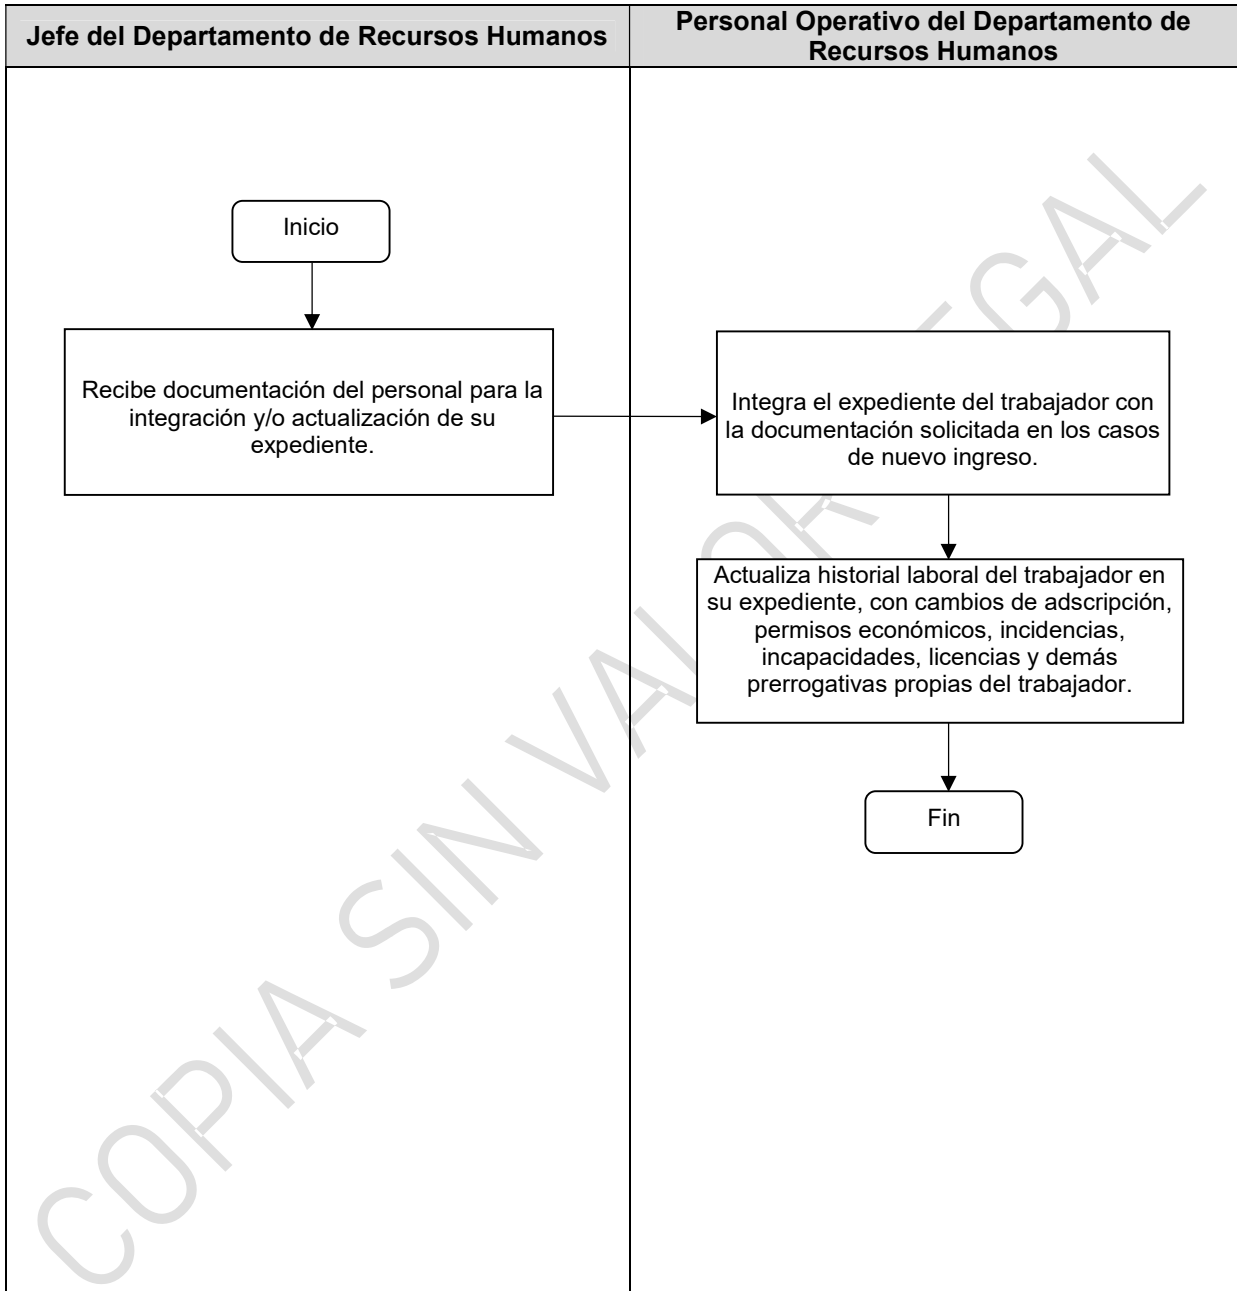 Jefe del Departamento de Recursos Humanos
Personal Operativo del Departamento de
Recursos Humanos
Inicio
Recibe documentación del personal para la
integración y/o actualización de su
expediente.
Integra el expediente del trabajador con
la documentación solicitada en los casos
de nuevo ingreso.
Actualiza historial laboral del trabajador en
su expediente, con cambios de adscripción,
permisos económicos, incidencias,
incapacidades, licencias y demás
prerrogativas propias del trabajador.
Fin
COPIA SIN VALOR LEGAL